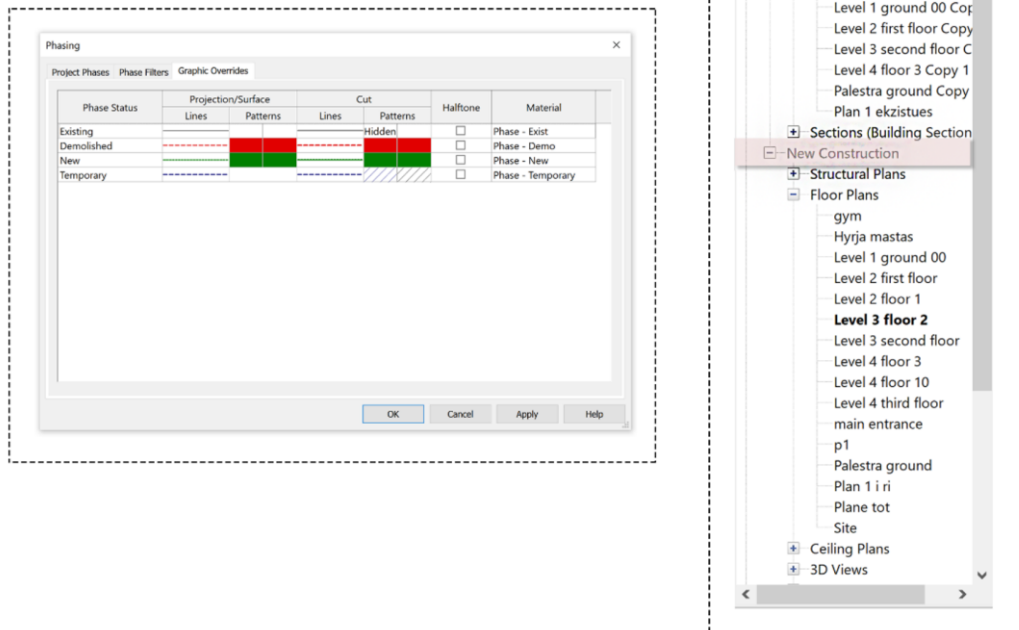 Phasing
Project Phases Phase Filters Graphic Overrides
Phase Status Projection/Surface Cut Halftone Material
Lines Patterns Lines Patterns
Existing Hidden Phase - Exist
Demolished Phase - Demo
New Phase - New
Temporary Phase - Temporary
OK Cancel Apply Help
Level 1 ground 00 Cop
Level 2 first floor Copy
Level 3 second floor C
Level 4 floor 3 Copy 1
Palestra ground Copy
Plan 1 ekzistues
Sections (Building Section
New Construction
Structural Plans
Floor Plans
gym
Hyrja mastas
Level 1 ground 00
Level 2 first floor
Level 2 floor 1
Level 3 floor 2
Level 3 second floor
Level 4 floor 3
Level 4 floor 10
Level 4 third floor
main entrance
p1
Palestra ground
Plan 1 i ri
Plane tot
Site
Ceiling Plans
3D Views